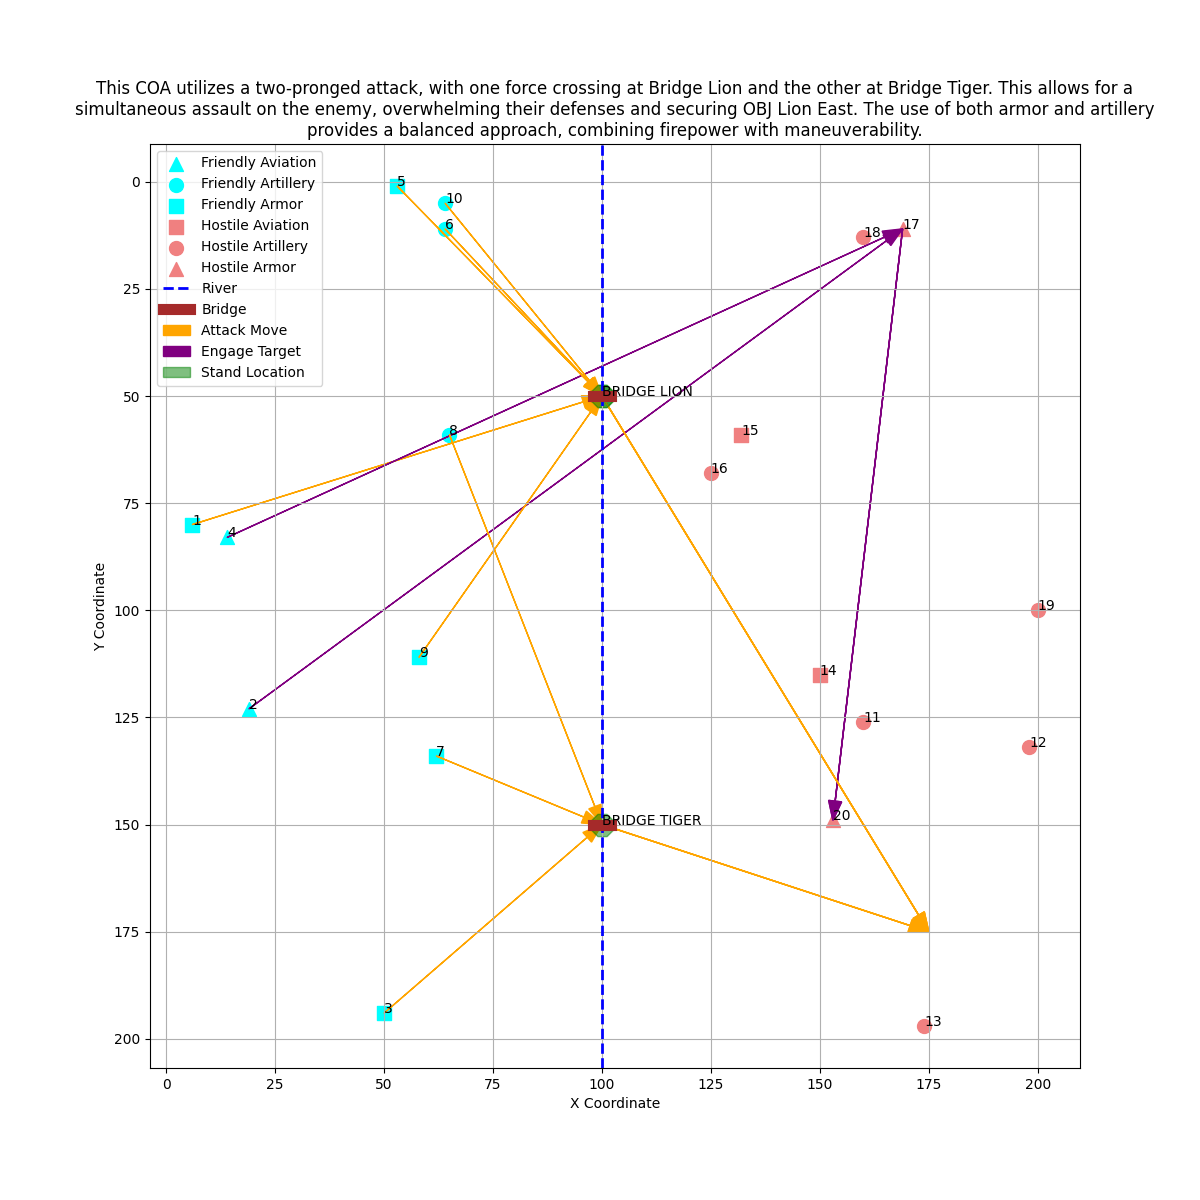 This COA utilizes a two-pronged attack, with one force crossing at Bridge Lion and the other at Bridge Tiger. This allows for a
simultaneous assault on the enemy, overwhelming their defenses and securing OBJ Lion East. The use of both armor and artillery
provides a balanced approach, combining firepower with maneuverability.
Friendly Aviation
Friendly Artillery
Friendly Armor
Hostile Aviation
Hostile Artillery
Hostile Armor
River
Bridge
Attack Move
Engage Target
Stand Location
5
10
6
18
17
BRIDGE LION
8
15
16
1
4
19
9
14
2
11
7
12
BRIDGE TIGER
20
3
13
0
25
50
75
100
125
150
175
200
Y Coordinate
0
25
50
75
100
125
150
175
200
X Coordinate